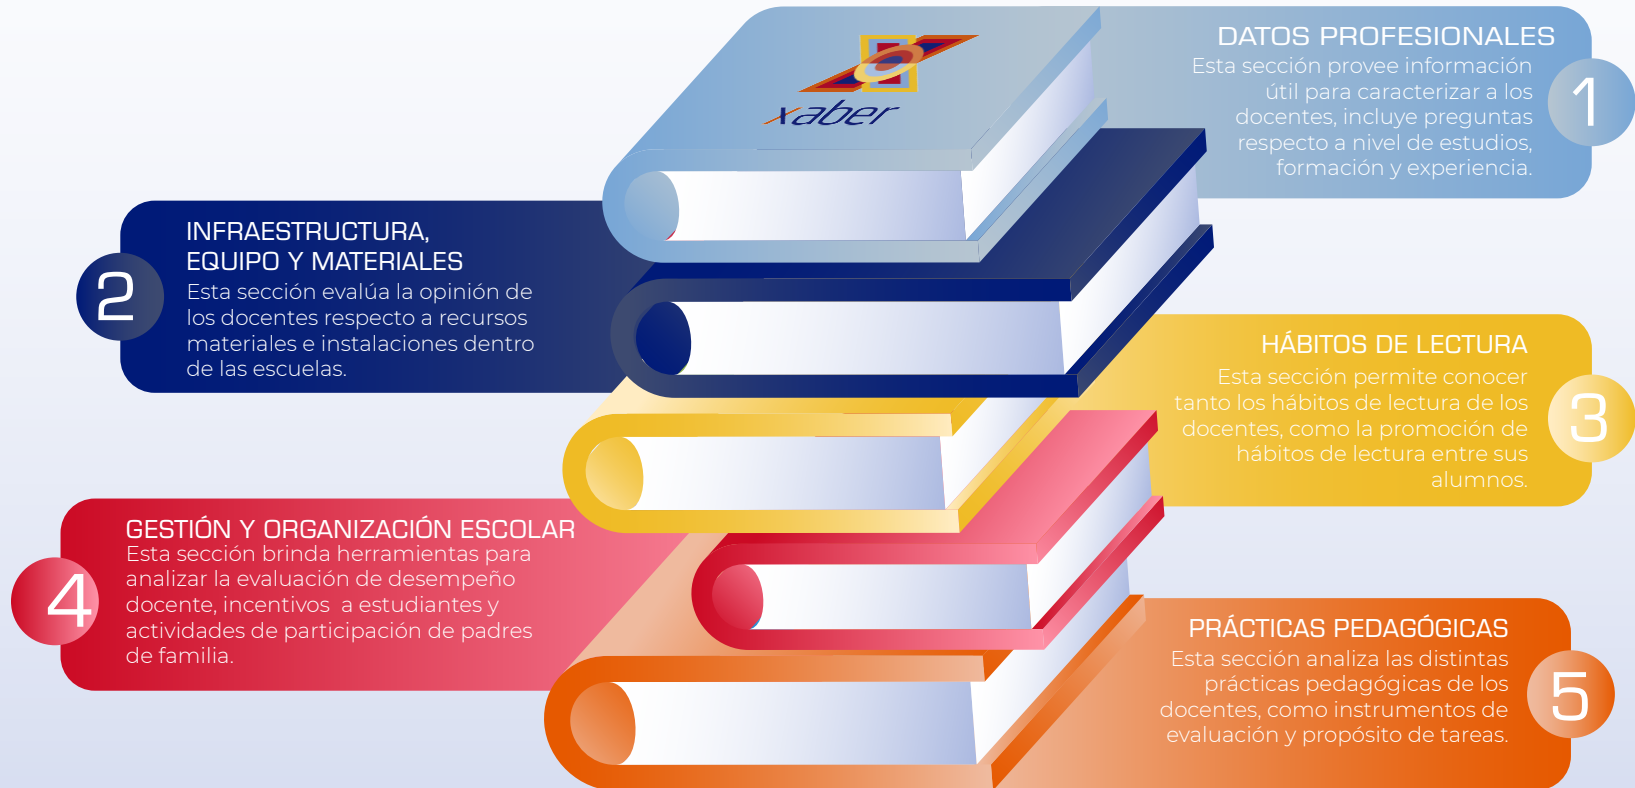 xaber
DATOS PROFESIONALES
Esta sección provee información
útil para caracterizar a los
docentes, incluye preguntas
respecto a nivel de estudios,
formación y experiencia.
1
INFRAESTRUCTURA,
EQUIPO Y MATERIALES
Esta sección evalúa la opinión de
los docentes respecto a recursos
materiales e instalaciones dentro
de las escuelas.
2
HÁBITOS DE LECTURA
Esta sección permite conocer
tanto los hábitos de lectura de los
docentes, como la promoción de
hábitos de lectura entre sus
alumnos.
3
GESTIÓN Y ORGANIZACIÓN ESCOLAR
Esta sección brinda herramientas para
analizar la evaluación de desempeño
docente, incentivos a estudiantes y
actividades de participación de padres
de familia.
4
PRÁCTICAS PEDAGÓGICAS
Esta sección analiza las distintas
prácticas pedagógicas de los
docentes, como instrumentos de
evaluación y propósito de tareas.
5